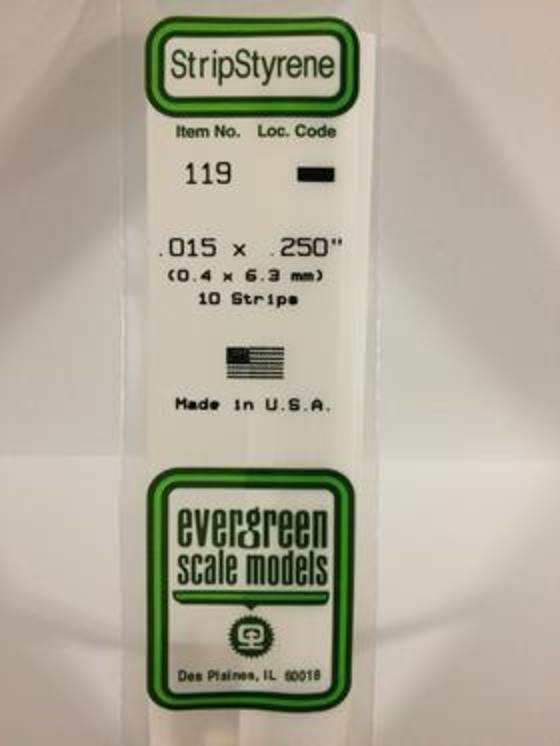 StripStyrene
Item No. Loc. Code
119
.015 x .250"
(0.4 x 6.3 mm)
10 Strips
Made in U.S.A.
evergreen
scale models
Des Plaines, IL 60018